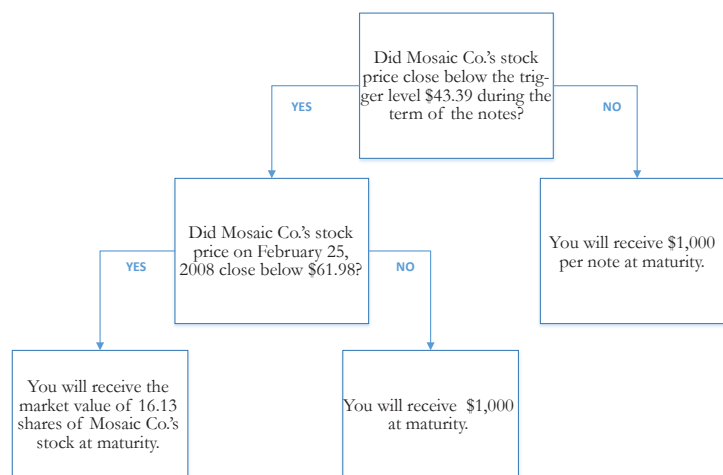 Did Mosaic Co.'s stock
price close below the trig-
ger level $43.39 during the
term of the notes?
YES
NO
Did Mosaic Co.'s stock
price on February 25,
2008 close below $61.98?
You will receive $1,000
per note at maturity.
YES
NO
You will receive the
market value of 16.13
shares of Mosaic Co.'s
stock at maturity.
You will receive $1,000
at maturity.